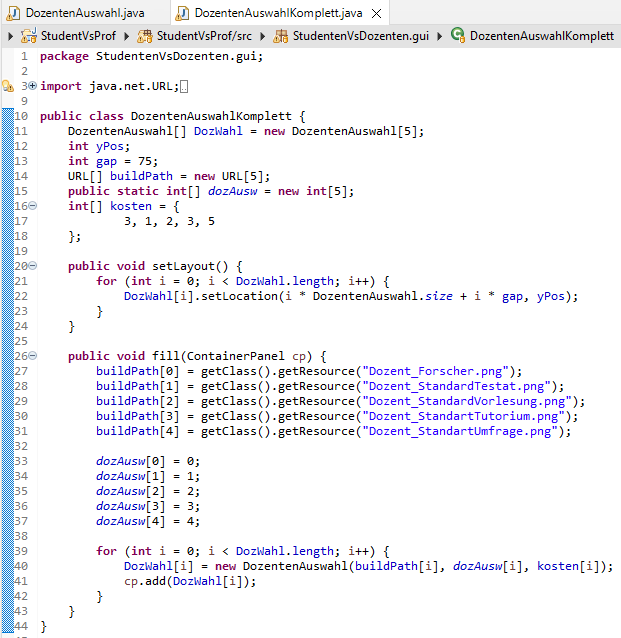 DozentenAuswahl.java DozentenAuswahlKomplett.java
StudentVsProf StudentVsProf/src StudentenVsDozenten.gui DozentenAuswahlKomplett
1 package StudentenVsDozenten.gui;
2
3 import java.net.URL;
9
10 public class DozentenAuswahlKomplett {
11 DozentenAuswahl[] DozWahl = new DozentenAuswahl[5];
12 int yPos;
13 int gap = 75;
14 URL[] buildPath = new URL[5];
15 public static int[] dozAusw = new int[5];
16 int[] kosten = {
17 3, 1, 2, 3, 5
18 };
19
20 public void setLayout() {
21 for (int i = 0; i < DozWahl.length; i++) {
22 DozWahl[i].setLocation(i * DozentenAuswahl.size + i * gap, yPos);
23 }
24 }
25
26 public void fill(ContainerPanel cp) {
27 buildPath[0] = getClass().getResource("Dozent_Forscher.png");
28 buildPath[1] = getClass().getResource("Dozent_StandardTestat.png");
29 buildPath[2] = getClass().getResource("Dozent_StandardVorlesung.png");
30 buildPath[3] = getClass().getResource("Dozent_StandartTutorium.png");
31 buildPath[4] = getClass().getResource("Dozent_StandartUmfrage.png");
32
33 dozAusw[0] = 0;
34 dozAusw[1] = 1;
35 dozAusw[2] = 2;
36 dozAusw[3] = 3;
37 dozAusw[4] = 4;
38
39 for (int i = 0; i < DozWahl.length; i++) {
40 DozWahl[i] = new DozentenAuswahl(buildPath[i], dozAusw[i], kosten[i]);
41 cp.add(DozWahl[i]);
42 }
43 }
44 }